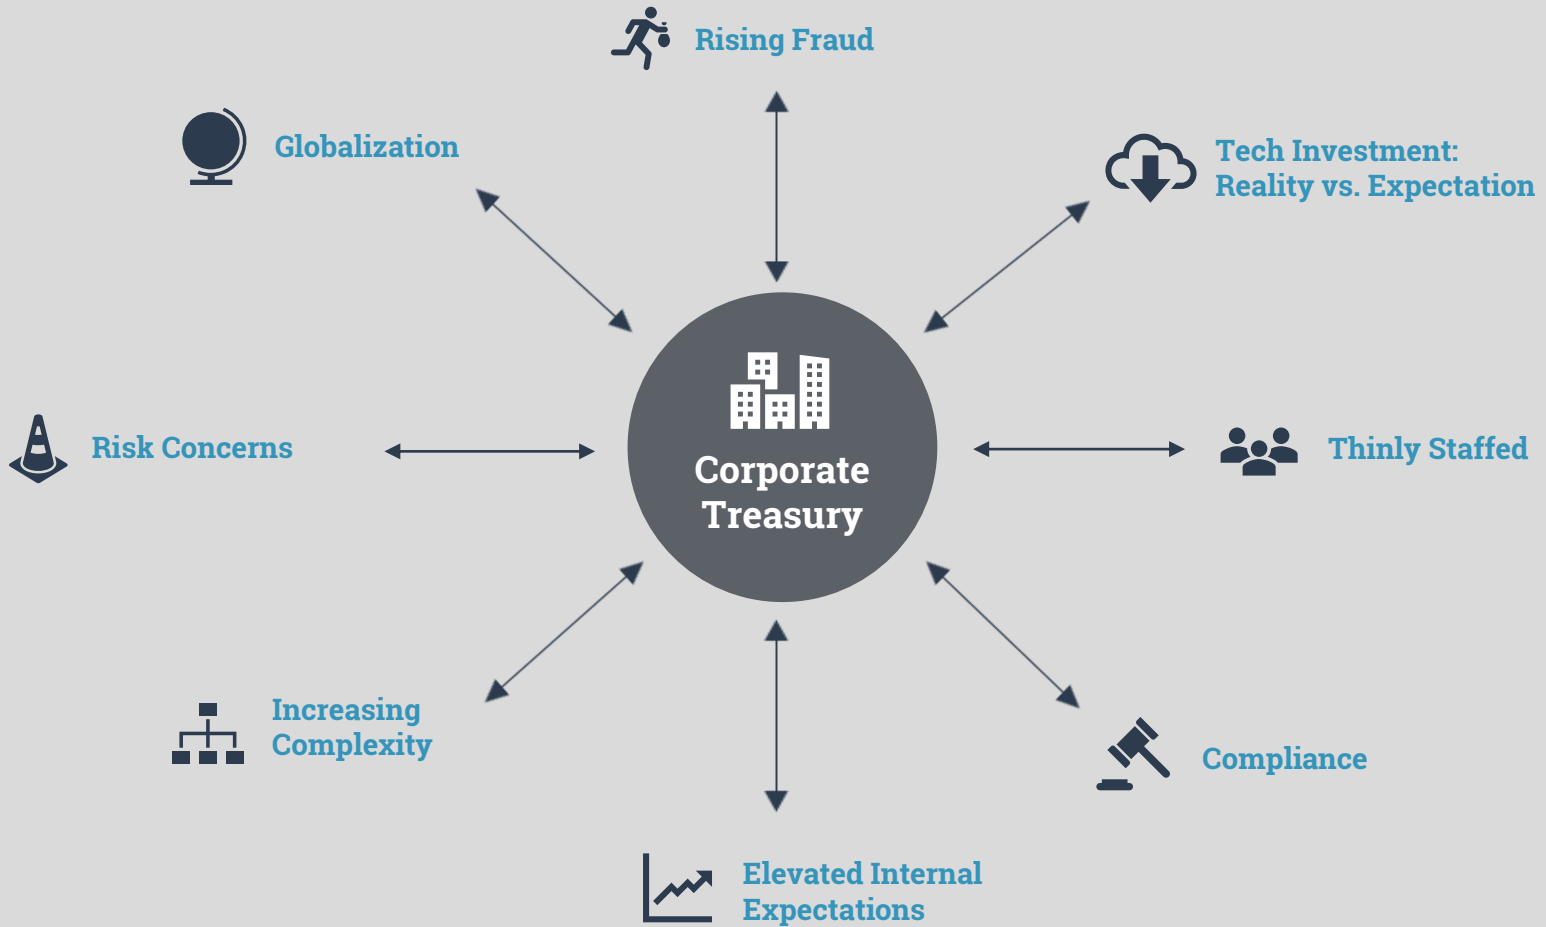 Rising Fraud
Globalization
Tech Investment:
Reality vs. Expectation
Risk Concerns
Corporate
Treasury
Thinly Staffed
Increasing
Complexity
Compliance
Elevated Internal
Expectations